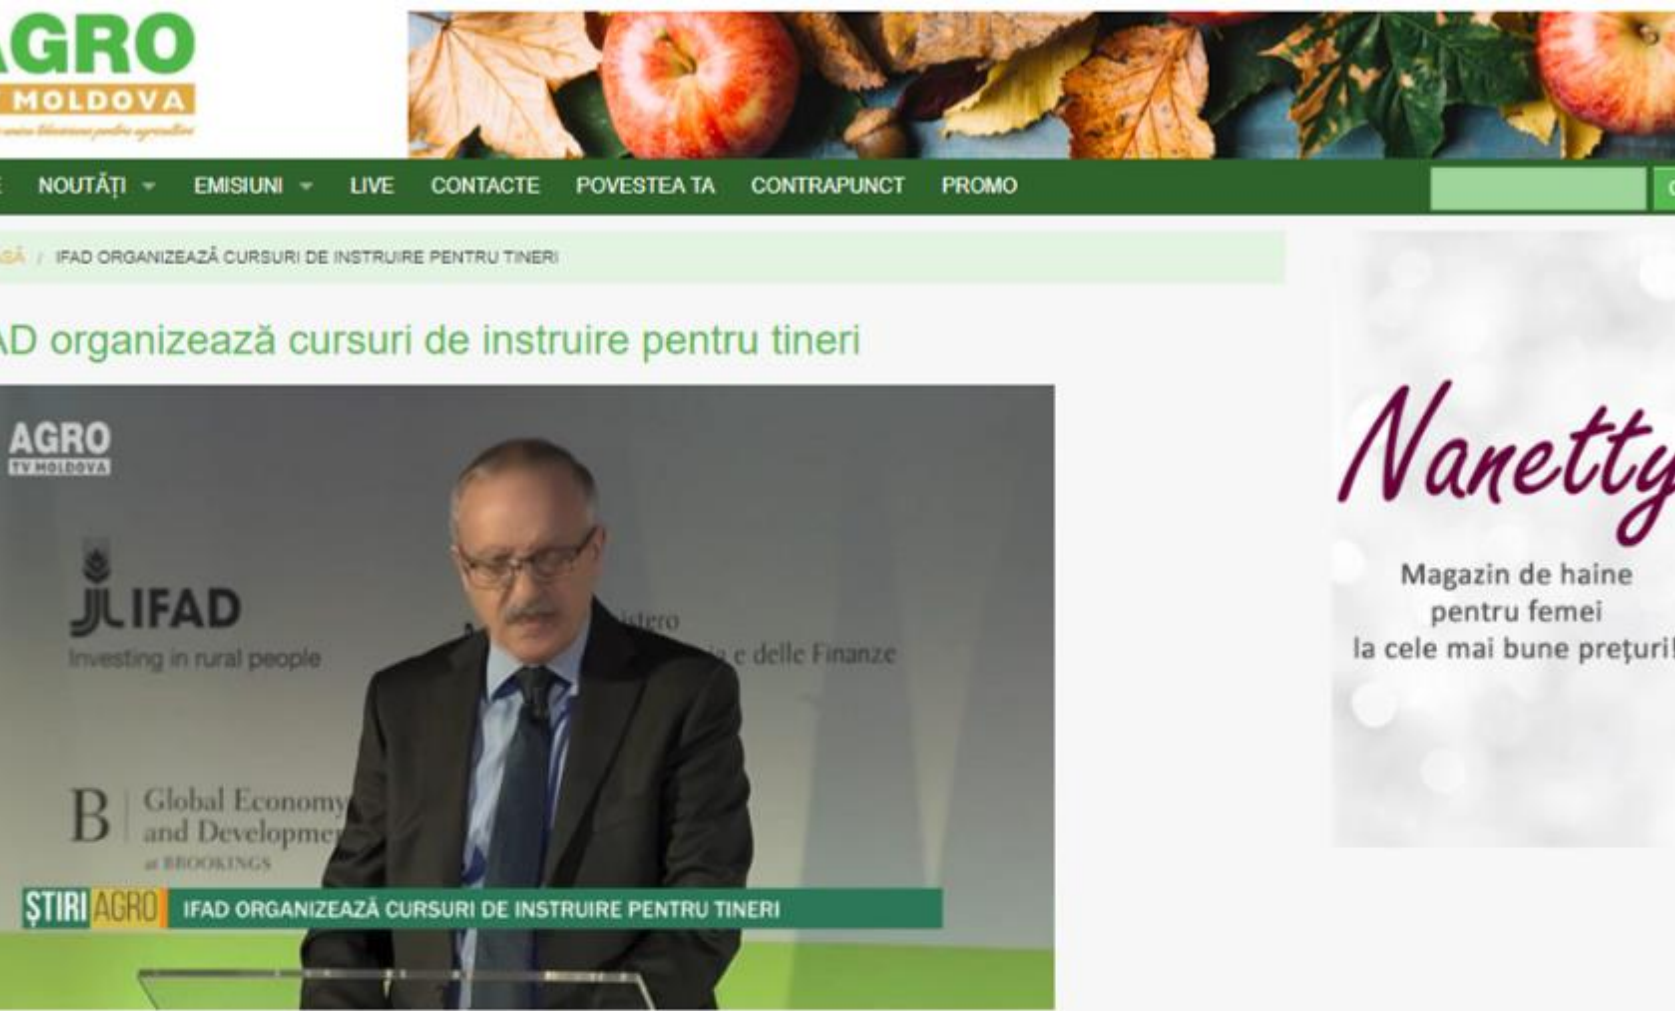 AGRO
MOLDOVA
NOUTĂȚI
EMISIUNI
LIVE
CONTACTE
POVESTEA TA
CONTRAPUNCT
PROMO
/ IFAD ORGANIZEAZĂ CURSURI DE INSTRUIRE PENTRU TINERI
AD organizează cursuri de instruire pentru tineri
AGRO
TV MOLDOVA
IFAD
Investing in rural people
istero
e delle Finanze
B
Global Economy
and Developme
at BROOKINGS
ȘTIRI AGRO
IFAD ORGANIZEAZĂ CURSURI DE INSTRUIRE PENTRU TINERI
Nanetty
Magazin de haine
pentru femei
la cele mai bune prețuri!